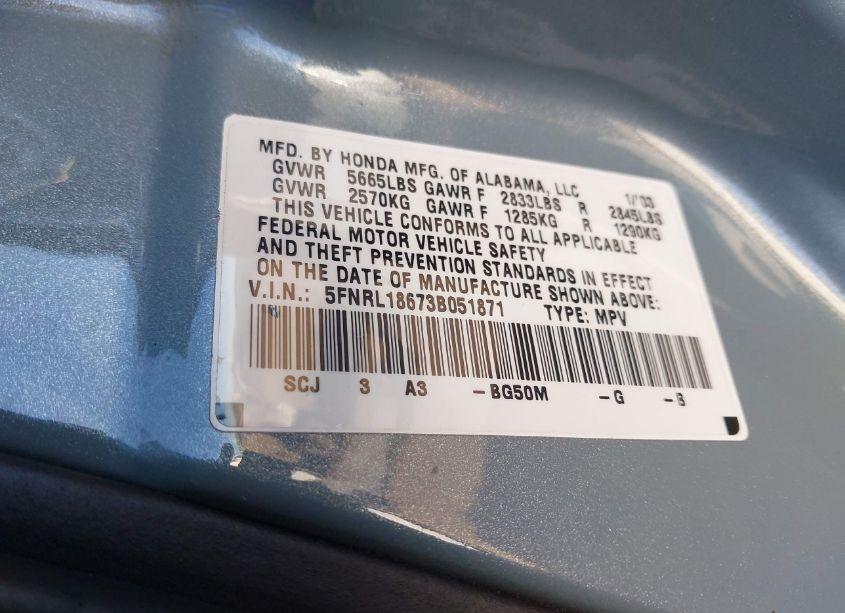 MFD. BY HONDA MFG. OF ALABAMA, LLC 1/'03
GVWR 5665LBS GAWR F 2833LBS R 2845LBS
GVWR 2570KG GAWR F 1285KG R 1290KG
THIS VEHICLE CONFORMS TO ALL APPLICABLE
FEDERAL MOTOR VEHICLE SAFETY
AND THEFT PREVENTION STANDARDS IN EFFECT
ON THE DATE OF MANUFACTURE SHOWN ABOVE:
V.I.N.: 5FNRL18673B051871 TYPE: MPV
SCJ 3 A3 -BG50M -G -B